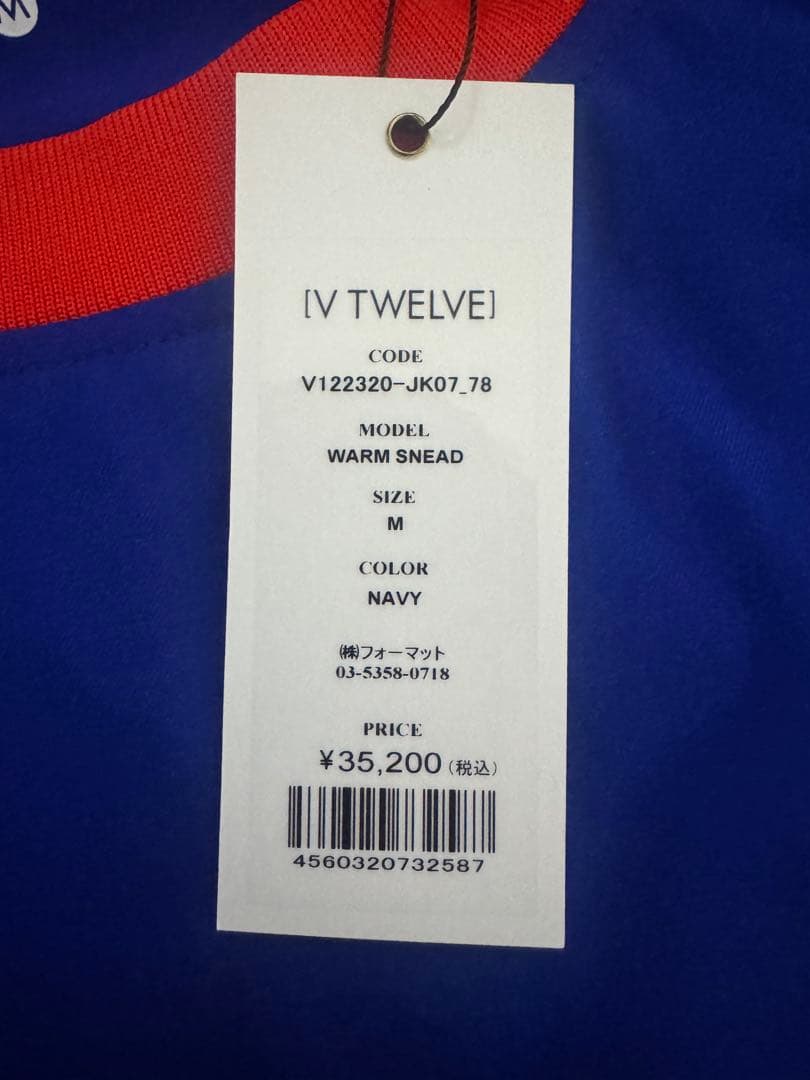 M
[V TWELVE]
CODE
V122320-JK07_78
MODEL
WARM SNEAD
SIZE
M
COLOR
NAVY
㈱フォーマット
03-5358-0718
PRICE
¥35,200(税込)
4560320732587